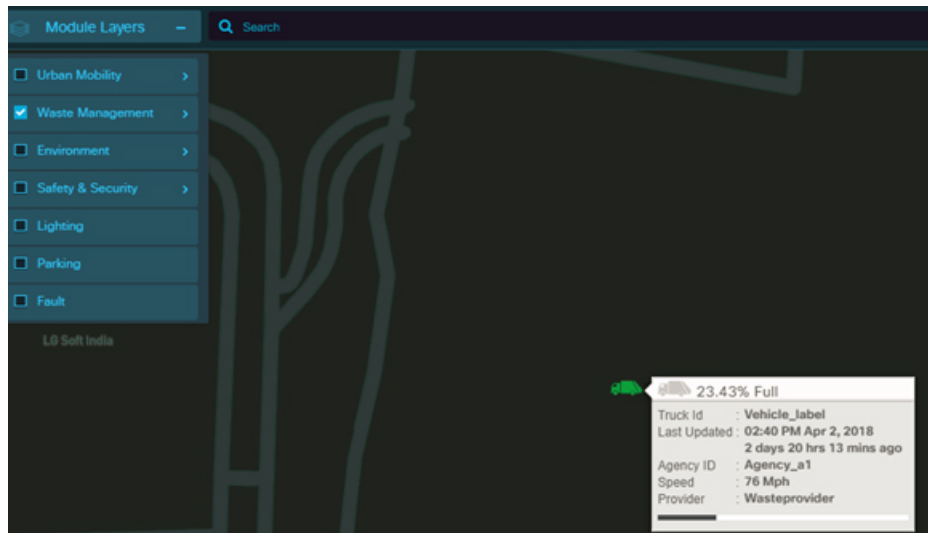 Module Layers –
Search
Urban Mobility >
Waste Management >
Environment >
Safety & Security >
Lighting
Parking
Fault
LG Soft India
23.43% Full
Truck Id : Vehicle_label
Last Updated : 02:40 PM Apr 2, 2018
2 days 20 hrs 13 mins ago
Agency ID : Agency_a1
Speed : 76 Mph
Provider : Wasteprovider